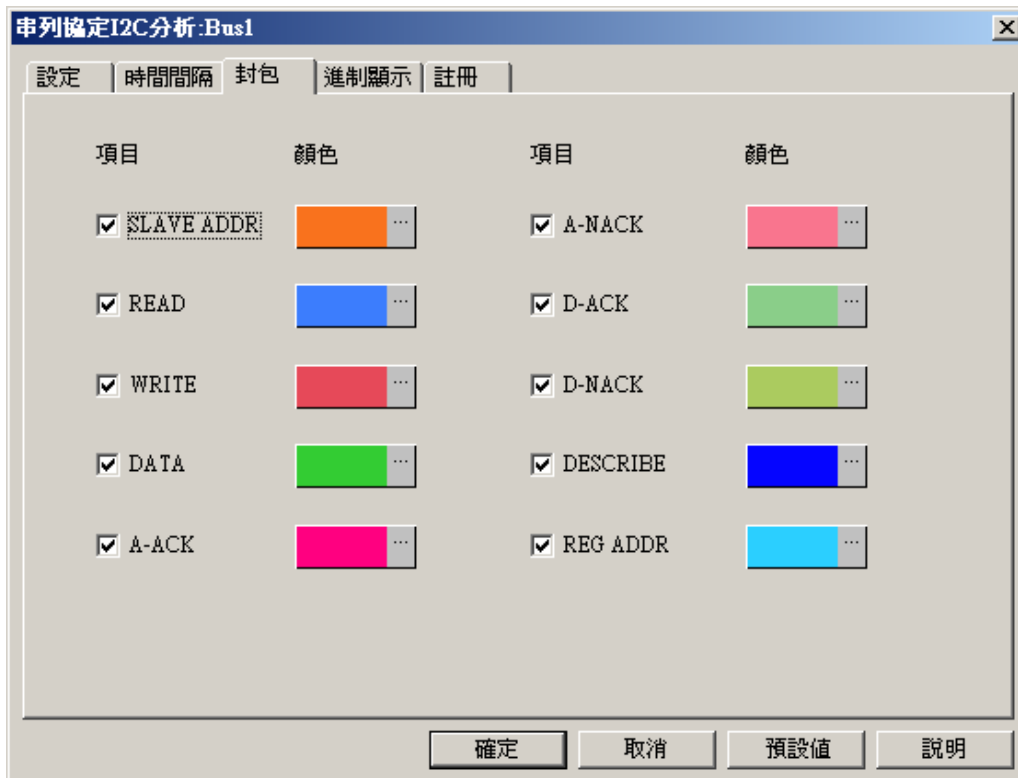 串列協定I2C分析:Bus1
設定 時間間隔 封包 進制顯示 註冊
項目 顏色 項目 顏色
SLAVE ADDR ... A-NACK ...
READ ... D-ACK ...
WRITE ... D-NACK ...
DATA ... DESCRIBE ...
A-ACK ... REG ADDR ...
確定 取消 預設值 說明